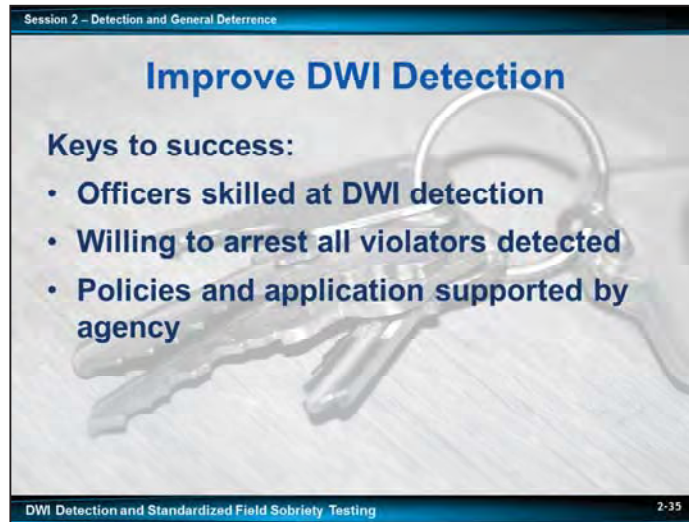 Session 2 – Detection and General Deterrence
Improve DWI Detection
Keys to success:
• Officers skilled at DWI detection
• Willing to arrest all violators detected
• Policies and application supported by
agency
DWI Detection and Standardized Field Sobriety Testing 2-35